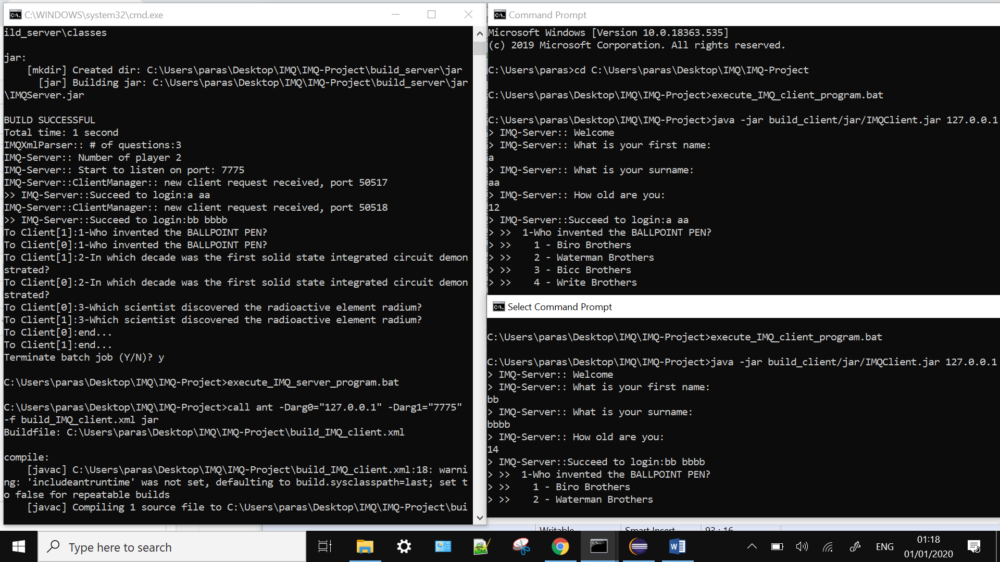 C:\WINDOWS\system32\cmd.exe
ild_server\classes
jar:
[mkdir] Created dir: C:\Users\paras\Desktop\IMQ\IMQ-Project\build_server\jar
[jar] Building jar: C:\Users\paras\Desktop\IMQ\IMQ-Project\build_server\jar
\IMQServer.jar
BUILD SUCCESSFUL
Total time: 1 second
IMQXmlParser:: # of questions:3
IMQ-Server:: Number of player 2
IMQ-Server:: Start to listen on port: 7775
IMQ-Server::ClientManager:: new client request received, port 50517
>> IMQ-Server::Succeed to login:a aa
IMQ-Server::ClientManager:: new client request received, port 50518
>> IMQ-Server::Succeed to login:bb bbbb
To Client[1]:1-Who invented the BALLPOINT PEN?
To Client[0]:1-Who invented the BALLPOINT PEN?
To Client[1]:2-In which decade was the first solid state integrated circuit demon
strated?
To Client[0]:2-In which decade was the first solid state integrated circuit demon
strated?
To Client[0]:3-Which scientist discovered the radioactive element radium?
To Client[1]:3-Which scientist discovered the radioactive element radium?
To Client[0]:end...
To Client[1]:end...
Terminate batch job (Y/N)? y
C:\Users\paras\Desktop\IMQ\IMQ-Project>execute_IMQ_server_program.bat
C:\Users\paras\Desktop\IMQ\IMQ-Project>call ant -Darg0="127.0.0.1" -Darg1="7775"
-f build_IMQ_client.xml jar
Buildfile: C:\Users\paras\Desktop\IMQ\IMQ-Project\build_IMQ_client.xml
compile:
[javac] C:\Users\paras\Desktop\IMQ\IMQ-Project\build_IMQ_client.xml:18: warni
ng: 'includeantruntime' was not set, defaulting to build.sysclasspath=last; set t
o false for repeatable builds
[javac] Compiling 1 source file to C:\Users\paras\Desktop\IMQ\IMQ-Project\bui
Command Prompt
Microsoft Windows [Version 10.0.18363.535]
(c) 2019 Microsoft Corporation. All rights reserved.
C:\Users\paras>cd C:\Users\paras\Desktop\IMQ\IMQ-Project
C:\Users\paras\Desktop\IMQ\IMQ-Project>execute_IMQ_client_program.bat
C:\Users\paras\Desktop\IMQ\IMQ-Project>java -jar build_client/jar/IMQClient.jar 127.0.0.1
> IMQ-Server:: Welcome
> IMQ-Server:: What is your first name:
a
> IMQ-Server:: What is your surname:
aa
> IMQ-Server:: How old are you:
12
> IMQ-Server::Succeed to login:a aa
> >> 1-Who invented the BALLPOINT PEN?
> >> 1 - Biro Brothers
> >> 2 - Waterman Brothers
> >> 3 - Bicc Brothers
> >> 4 - Write Brothers
Select Command Prompt
C:\Users\paras\Desktop\IMQ\IMQ-Project>execute_IMQ_client_program.bat
C:\Users\paras\Desktop\IMQ\IMQ-Project>java -jar build_client/jar/IMQClient.jar 127.0.0.1
> IMQ-Server:: Welcome
> IMQ-Server:: What is your first name:
bb
> IMQ-Server:: What is your surname:
bbbb
> IMQ-Server:: How old are you:
14
> IMQ-Server::Succeed to login:bb bbbb
> >> 1-Who invented the BALLPOINT PEN?
> >> 1 - Biro Brothers
> >> 2 - Waterman Brothers
Writable Smart Insert 93 : 16
Type here to search
ENG
01:18
01/01/2020